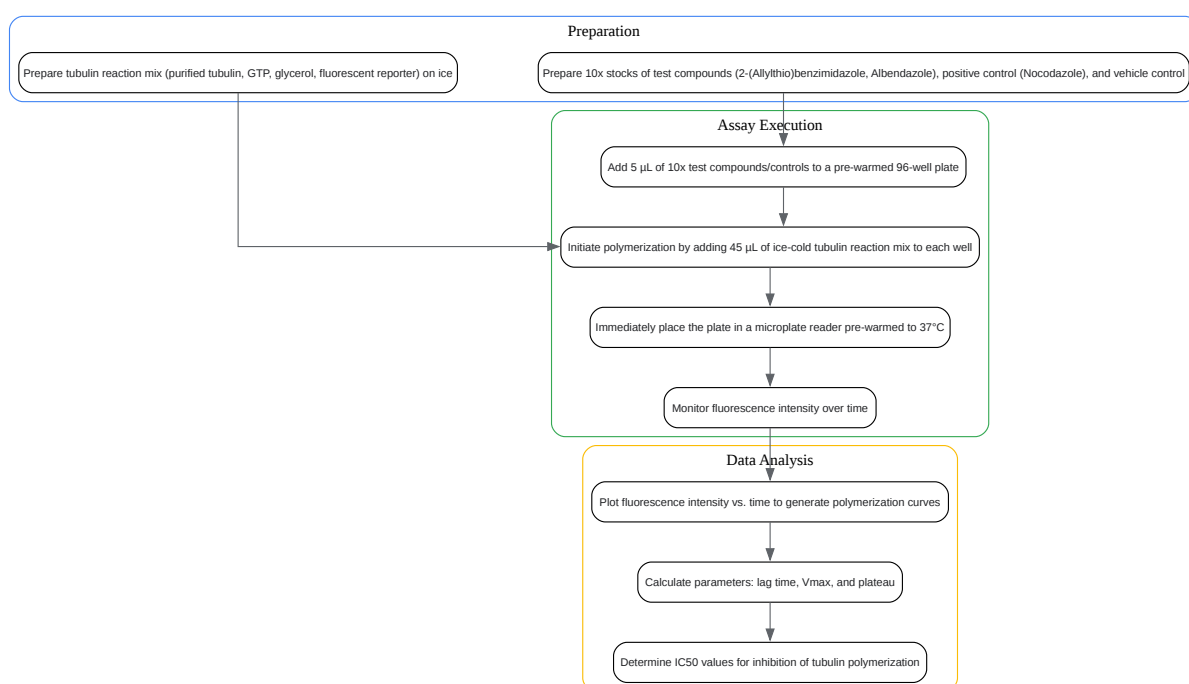 Preparation
Prepare tubulin reaction mix (purified tubulin, GTP, glycerol, fluorescent reporter) on ice
Prepare 10x stocks of test compounds (2-(Allylthio)benzimidazole, Albendazole), positive control (Nocodazole), and vehicle control
Assay Execution
Add 5 µL of 10x test compounds/controls to a pre-warmed 96-well plate
Initiate polymerization by adding 45 µL of ice-cold tubulin reaction mix to each well
Immediately place the plate in a microplate reader pre-warmed to 37°C
Monitor fluorescence intensity over time
Data Analysis
Plot fluorescence intensity vs. time to generate polymerization curves
Calculate parameters: lag time, Vmax, and plateau
Determine IC50 values for inhibition of tubulin polymerization